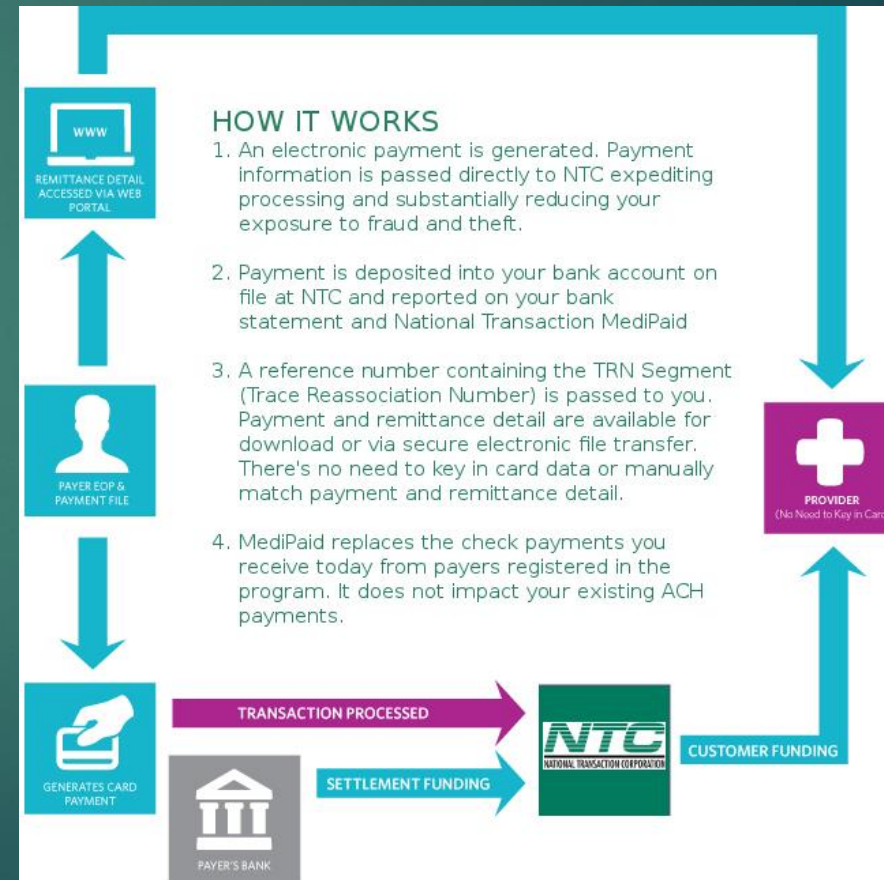 WWW
REMITTANCE DETAIL
ACCESSED VIA WEB
PORTAL
HOW IT WORKS
1. An electronic payment is generated. Payment
information is passed directly to NTC expediting
processing and substantially reducing your
exposure to fraud and theft.
2. Payment is deposited into your bank account on
file at NTC and reported on your bank
statement and National Transaction MediPaid
3. A reference number containing the TRN Segment
(Trace Reassociation Number) is passed to you.
Payment and remittance detail are available for
download or via secure electronic file transfer.
There's no need to key in card data or manually
match payment and remittance detail.
4. MediPaid replaces the check payments you
receive today from payers registered in the
program. It does not impact your existing ACH
payments.
PAYER EOP &
PAYMENT FILE
PROVIDER
(No Need to Key in Card
GENERATES CARD
PAYMENT
TRANSACTION PROCESSED
SETTLEMENT FUNDING
PAYER'S BANK
NTC
NATIONAL TRANSACTION CORPORATION
CUSTOMER FUNDING